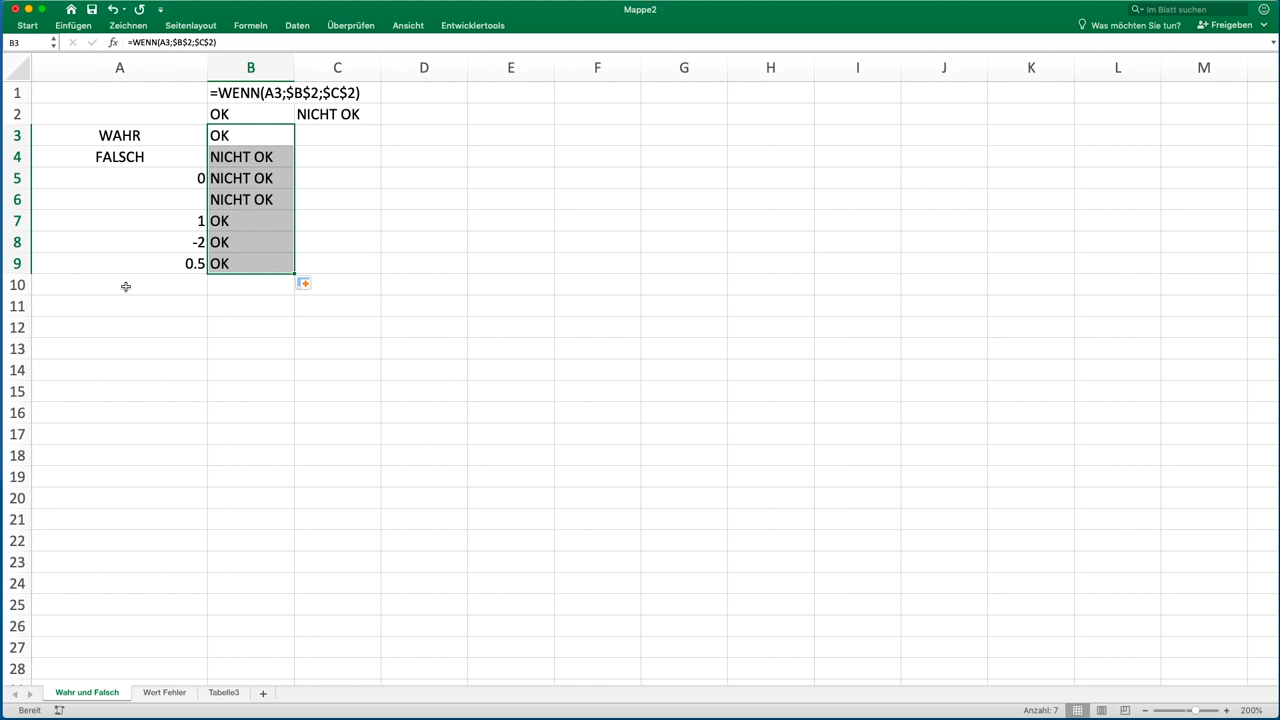 Mappe2
Im Blatt suchen
Start Einfügen Zeichnen Seitenlayout Formeln Daten Überprüfen Ansicht Entwicklertools
Was möchten Sie tun? Freigeben
B3 fx =WENN(A3;$B$2;$C$2)
A B C D E F G H I J K L M
1 =WENN(A3;$B$2;$C$2)
2 OK NICHT OK
3 WAHR OK
4 FALSCH NICHT OK
5 0 NICHT OK
6 NICHT OK
7 1 OK
8 -2 OK
9 0.5 OK
10
11
12
13
14
15
16
17
18
19
20
21
22
23
24
25
26
27
28
Wahr und Falsch Wert Fehler Tabelle3
Bereit Anzahl: 7 200%